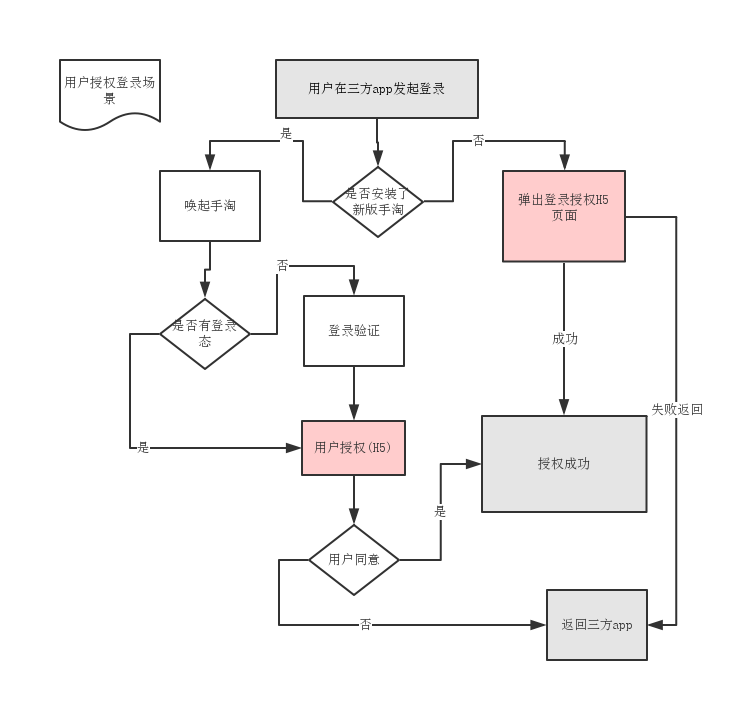 用户授权登录场
景
用户在三方app发起登录
是
否
唤起手淘
是否安装了
新版手淘
弹出登录授权H5
页面
否
是否有登录
态
登录验证
成功
失败返回
是
用户授权(H5)
授权成功
是
用户同意
否
返回三方app